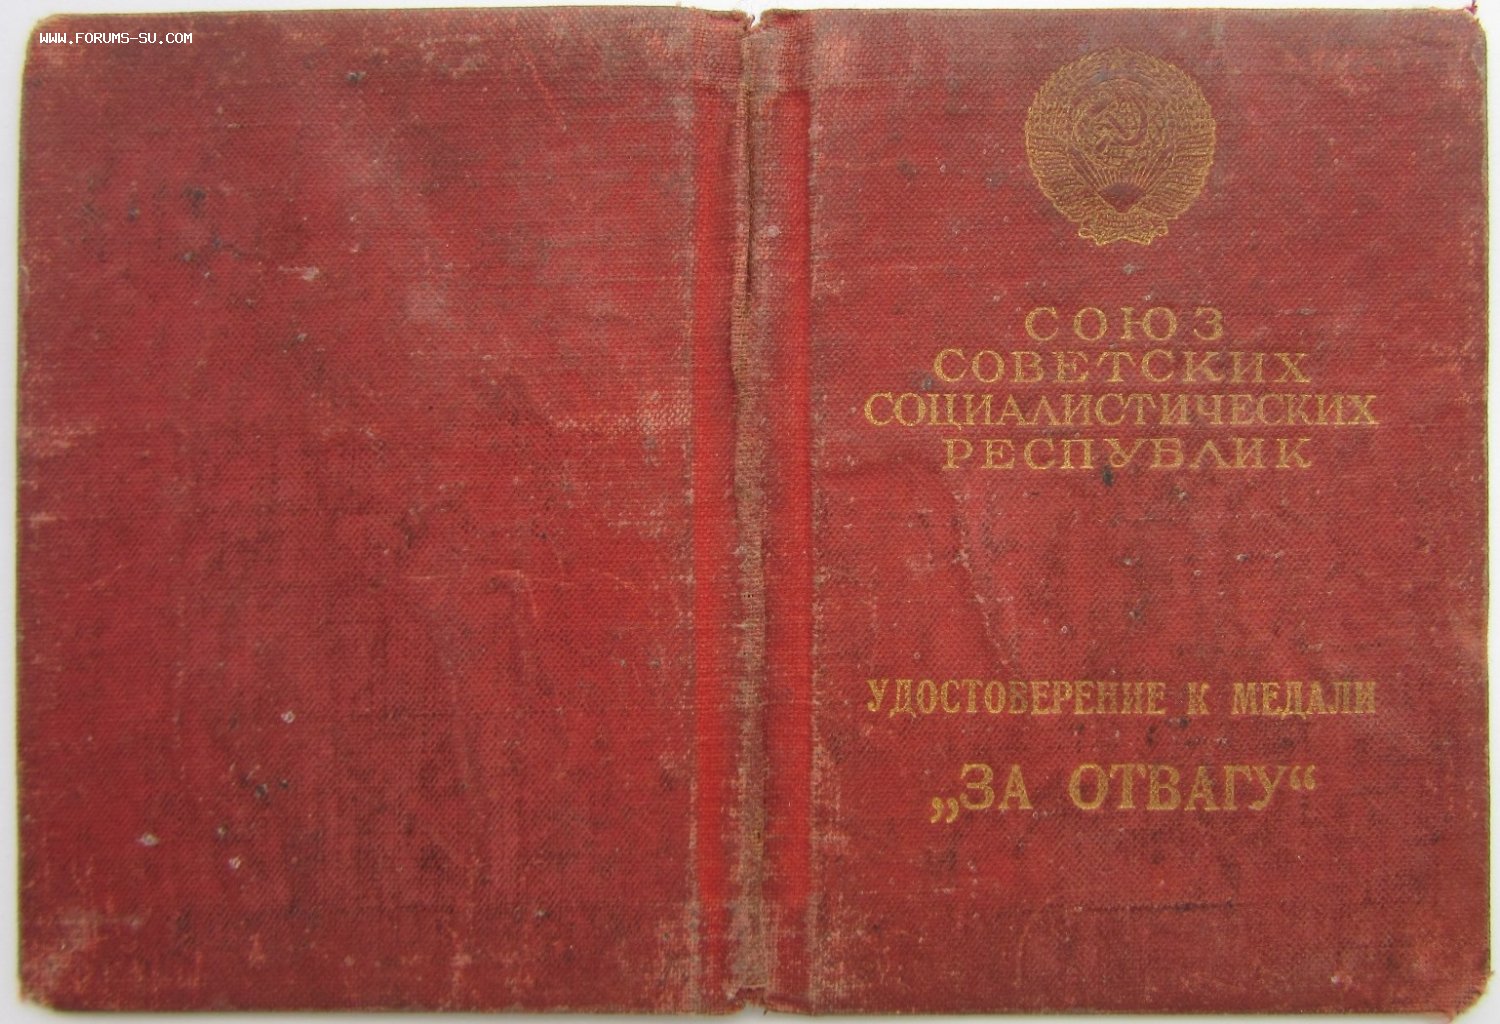 WWW.FORUMS-SU.COM
СОЮЗ
СОВЕТСКИХ
СОЦИАЛИСТИЧЕСКИХ
РЕСПУБЛИК
УДОСТОВЕРЕНИЕ К МЕДАЛИ
„ЗА ОТВАГУ“